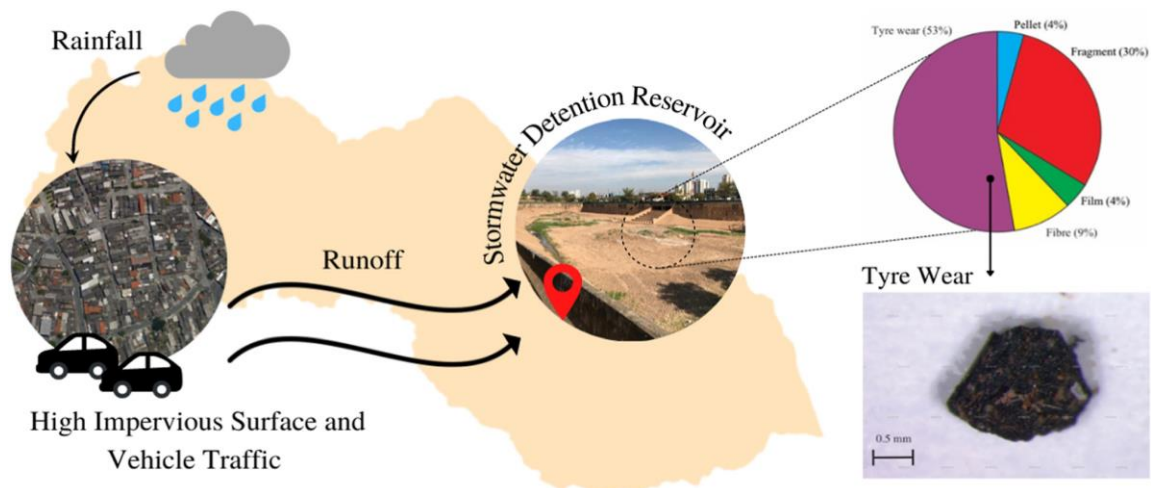 Rainfall
Runoff
High Impervious Surface and
Vehicle Traffic
Stormwater Detention Reservoir
Tyre wear (53%)
Pellet (4%)
Fragment (30%)
Film (4%)
Fibre (9%)
Tyre Wear
0.5 mm